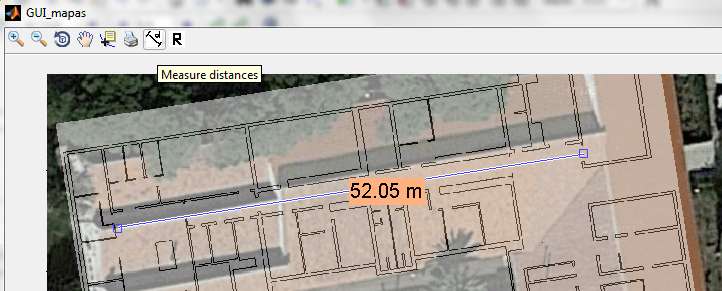 GUI_mapas
R
Measure distances
52.05 m